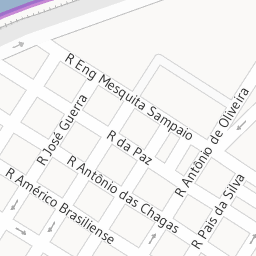 R Eng Mesquita Sampaio
R José Guerra
R da Paz
R Antônio de Oliveira
R Antônio das Chagas
R Américo Brasiliense
R Pais da Silva